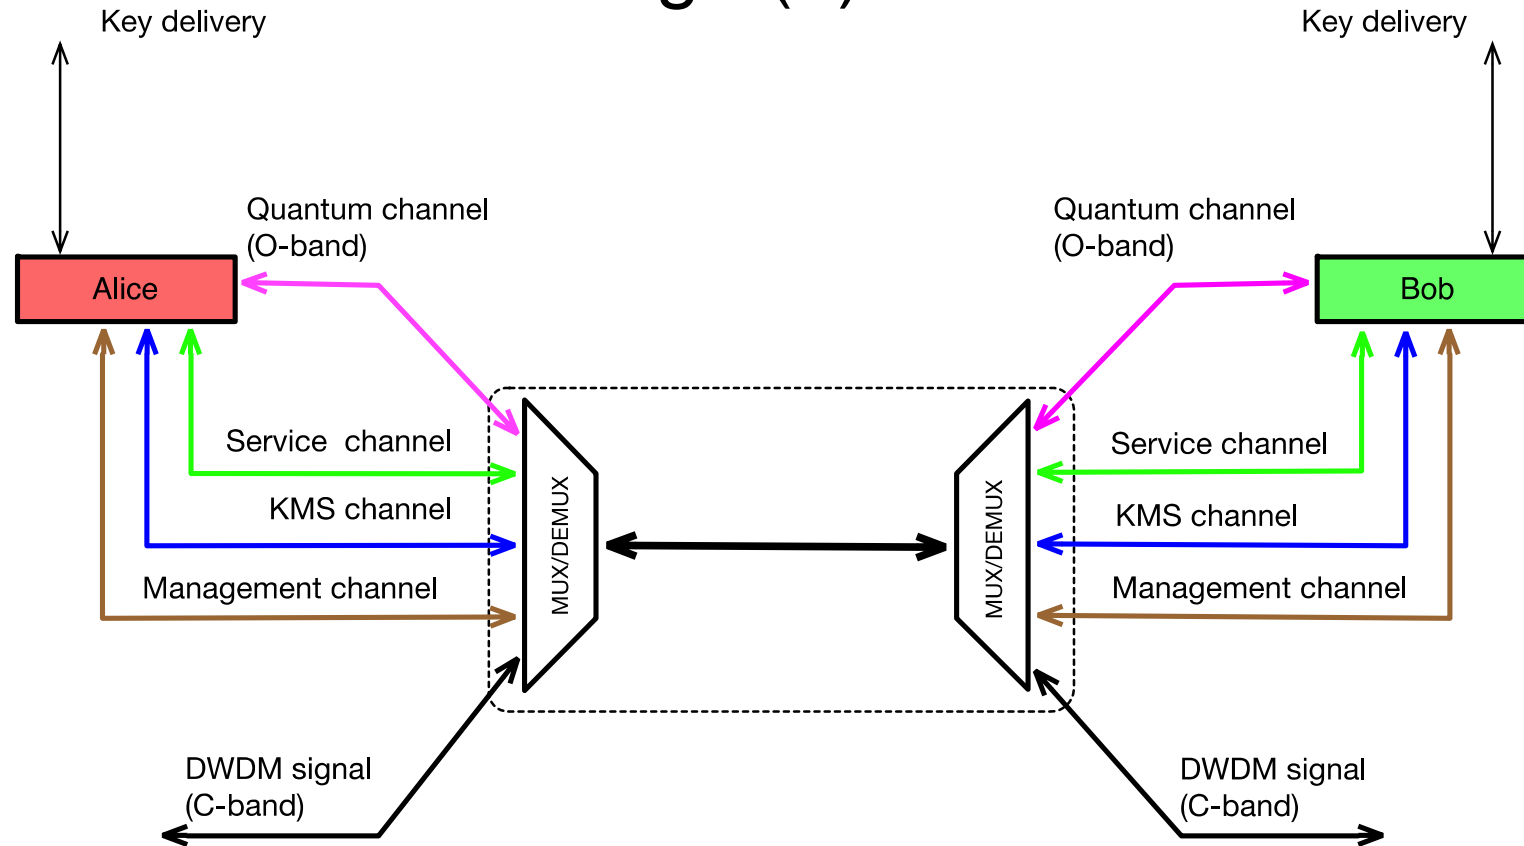 Key delivery
Key delivery
Quantum channel
(O-band)
Quantum channel
(O-band)
Alice
Bob
Service channel
Service channel
KMS channel
KMS channel
MUX/DEMUX
MUX/DEMUX
Management channel
Management channel
DWDM signal
(C-band)
DWDM signal
(C-band)